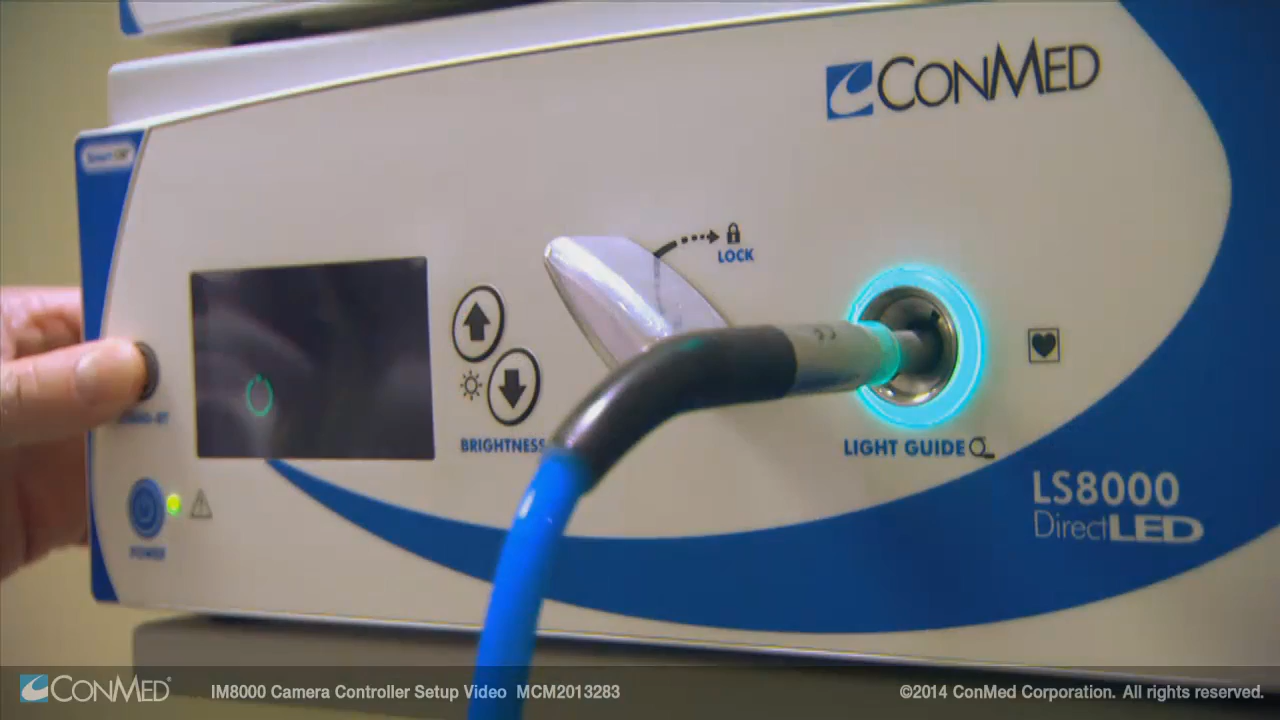 CONMED
LOCK
BRIGHTNESS
LIGHT GUIDE
POWER
LS8000
DirectLED
CONMED®
IM8000 Camera Controller Setup Video MCM2013283
©2014 ConMed Corporation. All rights reserved.